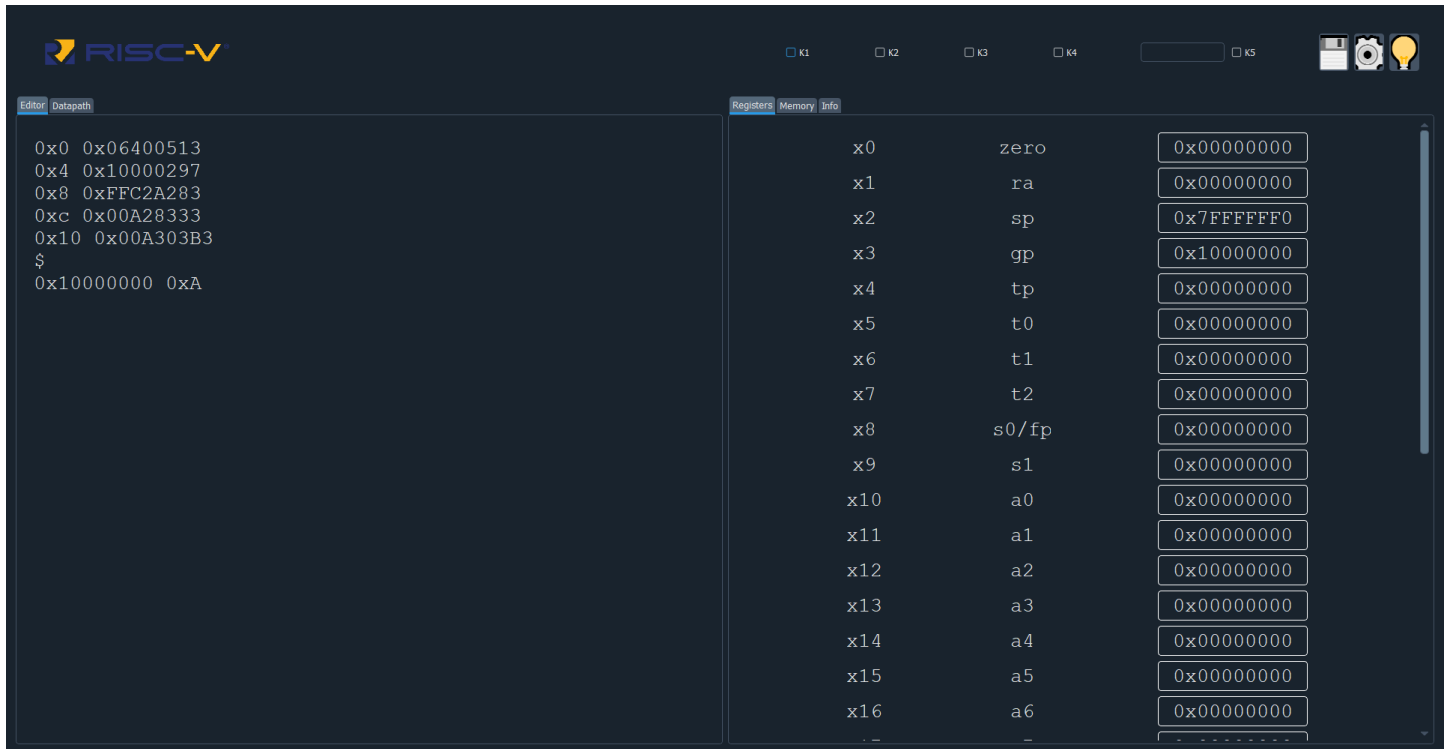 RISC-V
K1 K2 K3 K4 K5
Editor Datapath
0x0 0x06400513
0x4 0x10000297
0x8 0xFFC2A283
0xc 0x00A28333
0x10 0x00A303B3
$
0x10000000 0xA
Registers Memory Info
x0 zero 0x00000000
x1 ra 0x00000000
x2 sp 0x7FFFFFF0
x3 gp 0x10000000
x4 tp 0x00000000
x5 t0 0x00000000
x6 t1 0x00000000
x7 t2 0x00000000
x8 s0/fp 0x00000000
x9 s1 0x00000000
x10 a0 0x00000000
x11 a1 0x00000000
x12 a2 0x00000000
x13 a3 0x00000000
x14 a4 0x00000000
x15 a5 0x00000000
x16 a6 0x00000000